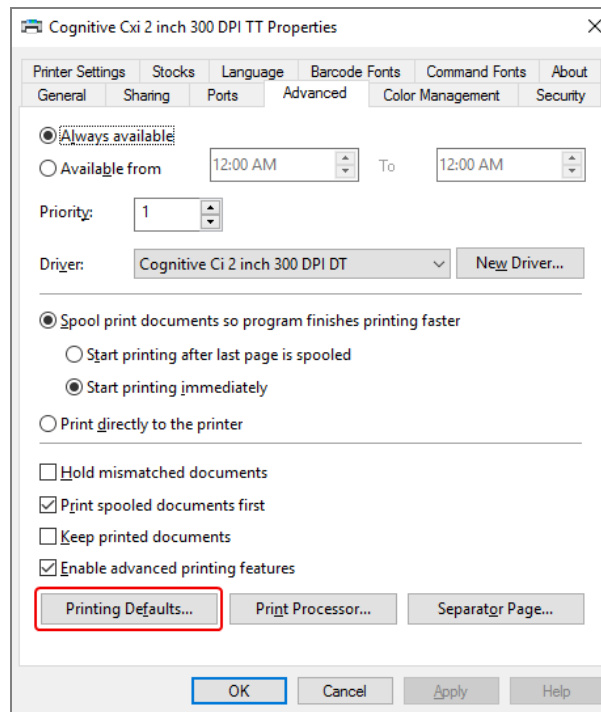 Cognitive Cxi 2 inch 300 DPI TT Properties
Printer Settings Stocks Language Barcode Fonts Command Fonts About
General Sharing Ports Advanced Color Management Security
Always available
Available from 12:00 AM To 12:00 AM
Priority: 1
Driver: Cognitive Ci 2 inch 300 DPI DT New Driver...
Spool print documents so program finishes printing faster
Start printing after last page is spooled
Start printing immediately
Print directly to the printer
Hold mismatched documents
Print spooled documents first
Keep printed documents
Enable advanced printing features
Printing Defaults... Print Processor... Separator Page...
OK Cancel Apply Help